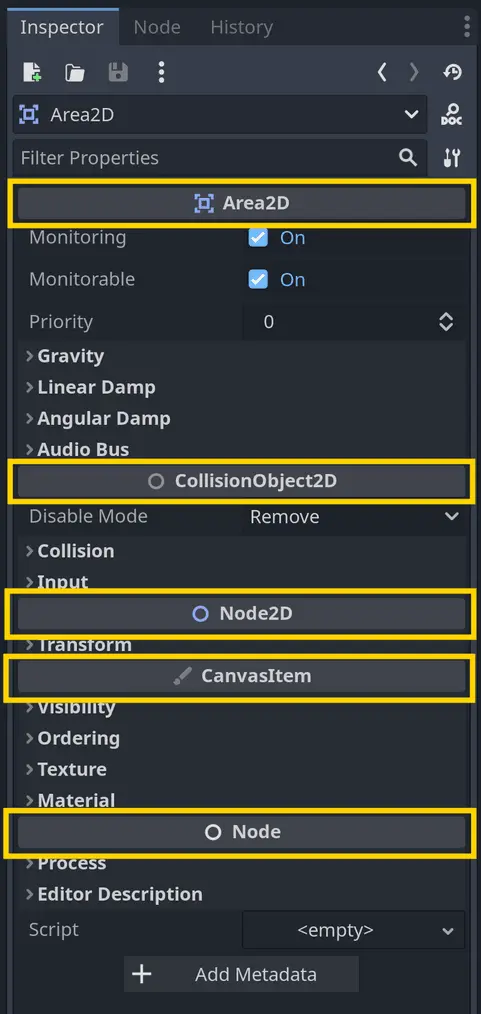 Inspector Node History
Area2D
DOC
Filter Properties
Area2D
Monitoring On
Monitorable On
Priority 0
Gravity
Linear Damp
Angular Damp
Audio Bus
CollisionObject2D
Disable Mode Remove
Collision
Input
Node2D
Transform
CanvasItem
Visibility
Ordering
Texture
Material
Node
Process
Editor Description
Script <empty>
Add Metadata